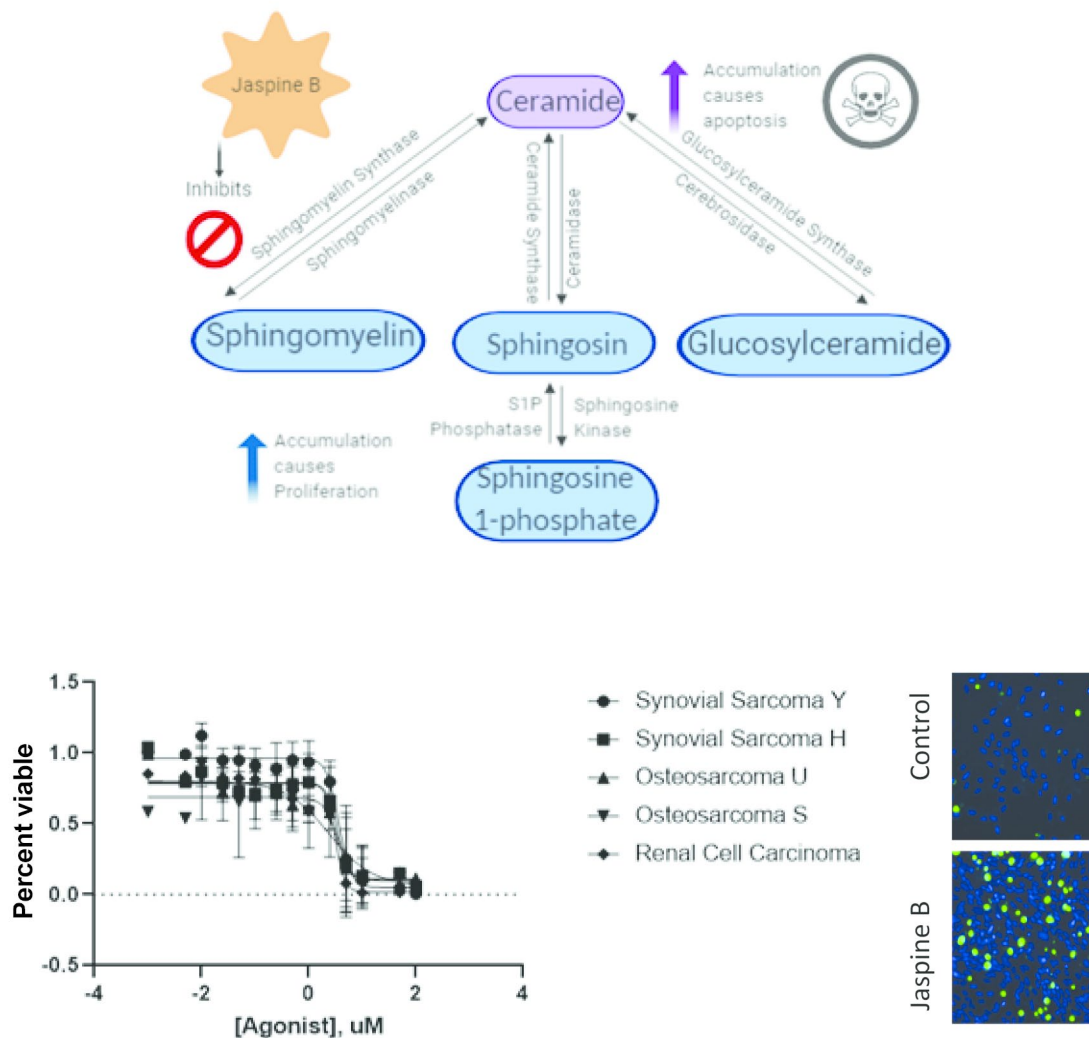 Jaspine B
Inhibits
Ceramide
Accumulation
causes
apoptosis
Sphingomyelin Synthase
Sphingomyelinase
Ceramide Synthase
Ceramidase
Glucosylceramide Synthase
Cerebrosidase
Sphingomyelin
Sphingosin
Glucosylceramide
S1P
Phosphatase
Sphingosine
Kinase
Accumulation
causes
Proliferation
Sphingosine
1-phosphate
Percent viable
1.5
1.0
0.5
0.0
-0.5
-4
-2
0
2
4
[Agonist], uM
Synovial Sarcoma Y
Synovial Sarcoma H
Osteosarcoma U
Osteosarcoma S
Renal Cell Carcinoma
Control
Jaspine B